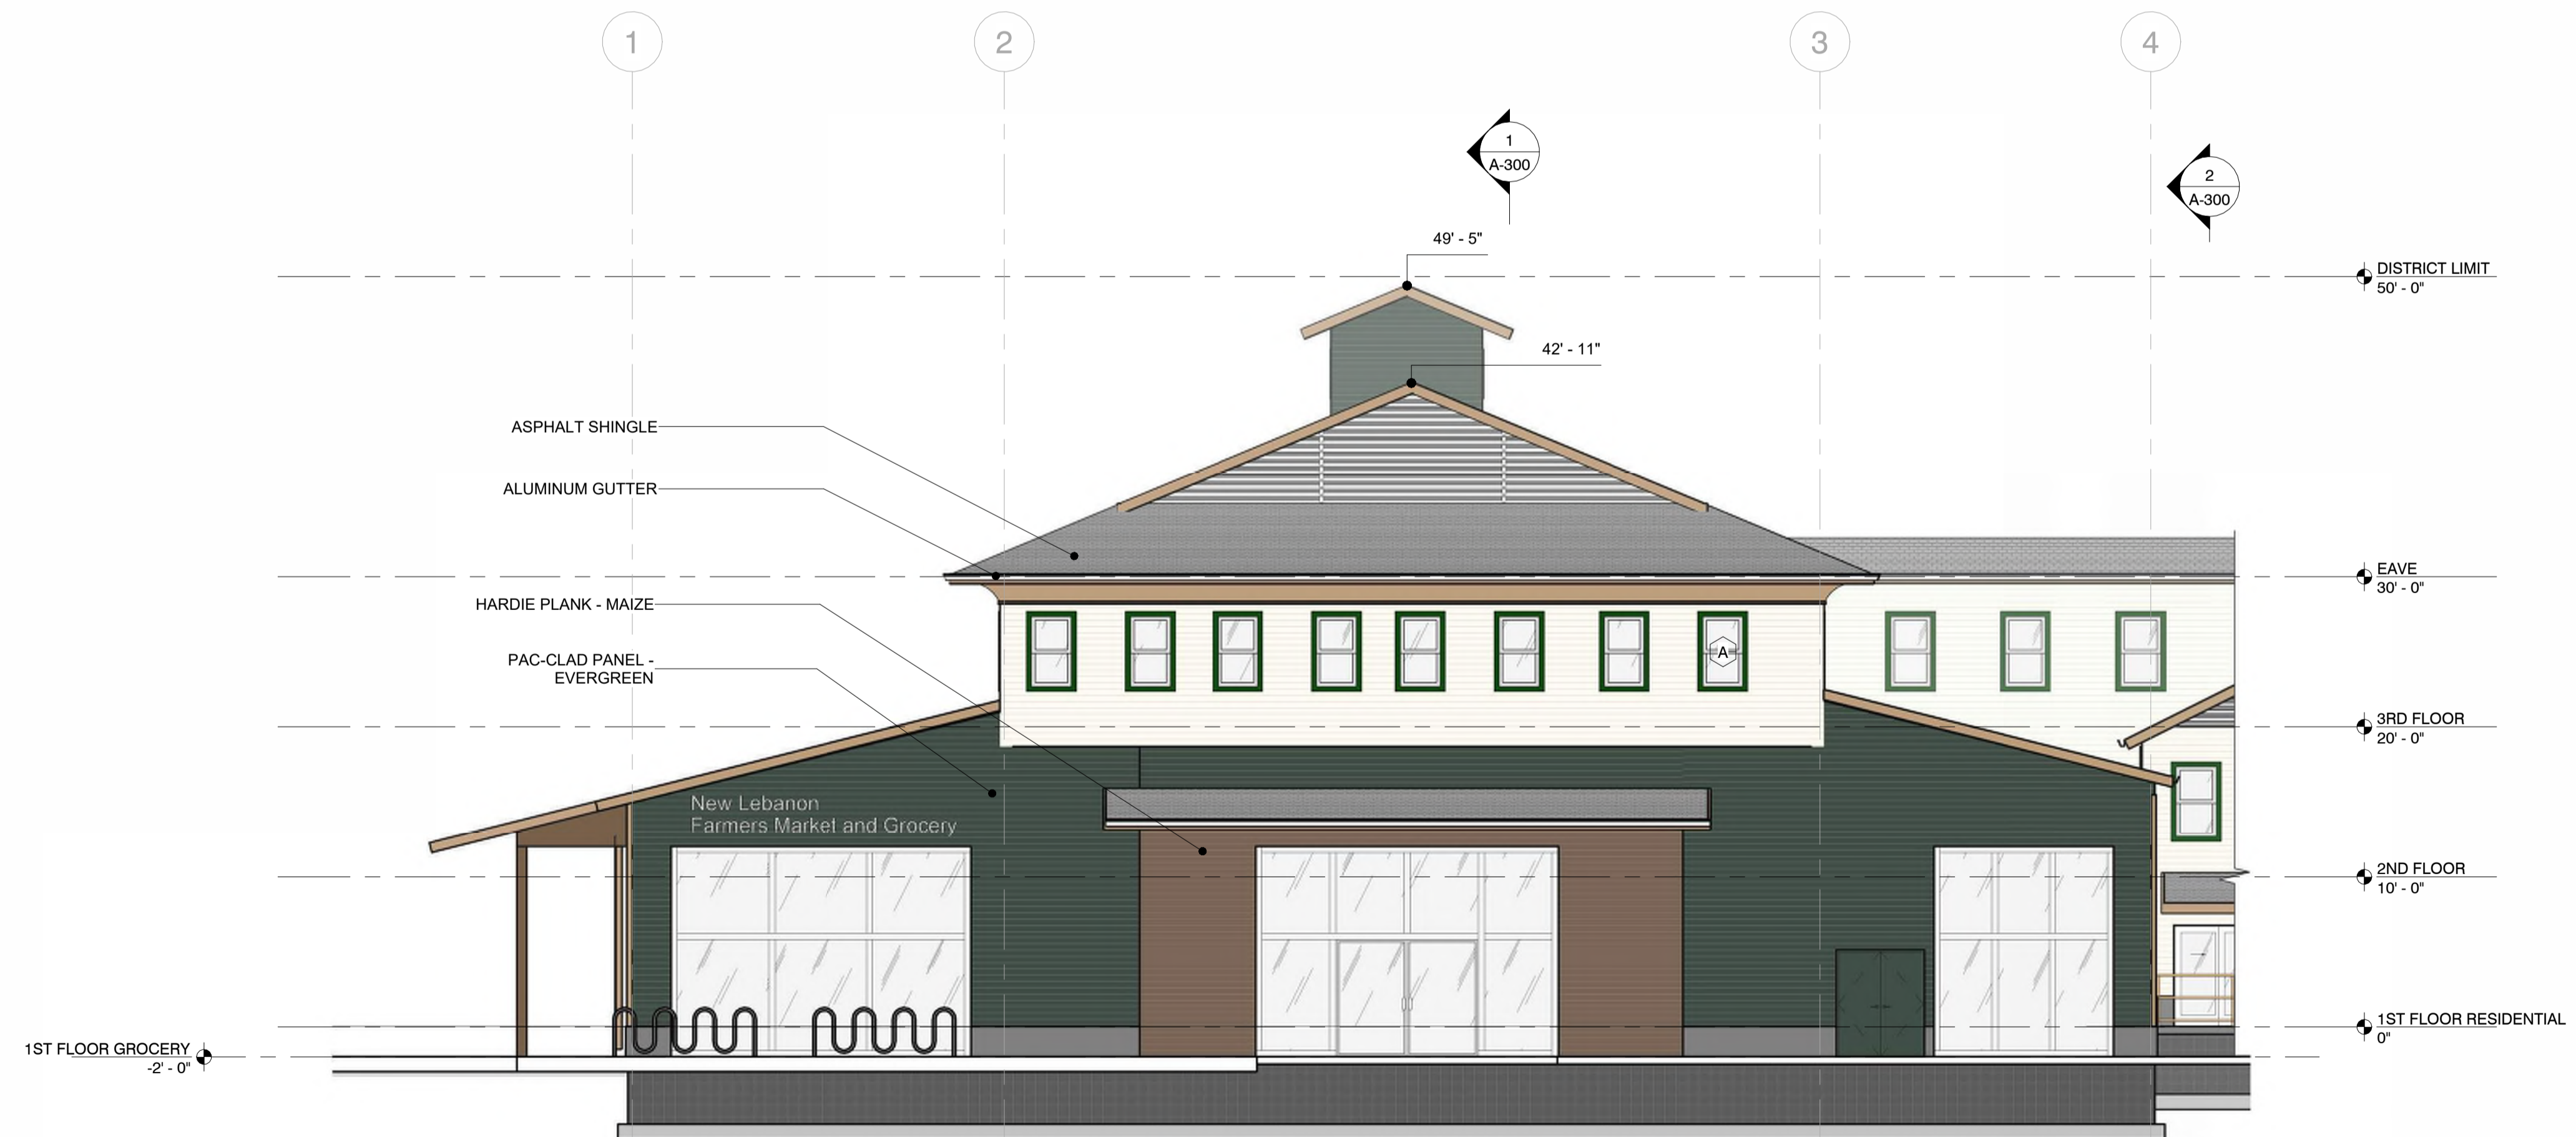 1
2
3
4
1
A-300
2
A-300
49' - 5"
DISTRICT LIMIT
50' - 0"
42' - 11"
ASPHALT SHINGLE
ALUMINUM GUTTER
EAVE
30' - 0"
HARDIE PLANK - MAIZE
A
PAC-CLAD PANEL -
EVERGREEN
3RD FLOOR
20' - 0"
New Lebanon
Farmers Market and Grocery
2ND FLOOR
10' - 0"
1ST FLOOR RESIDENTIAL
0"
1ST FLOOR GROCERY
-2' - 0"